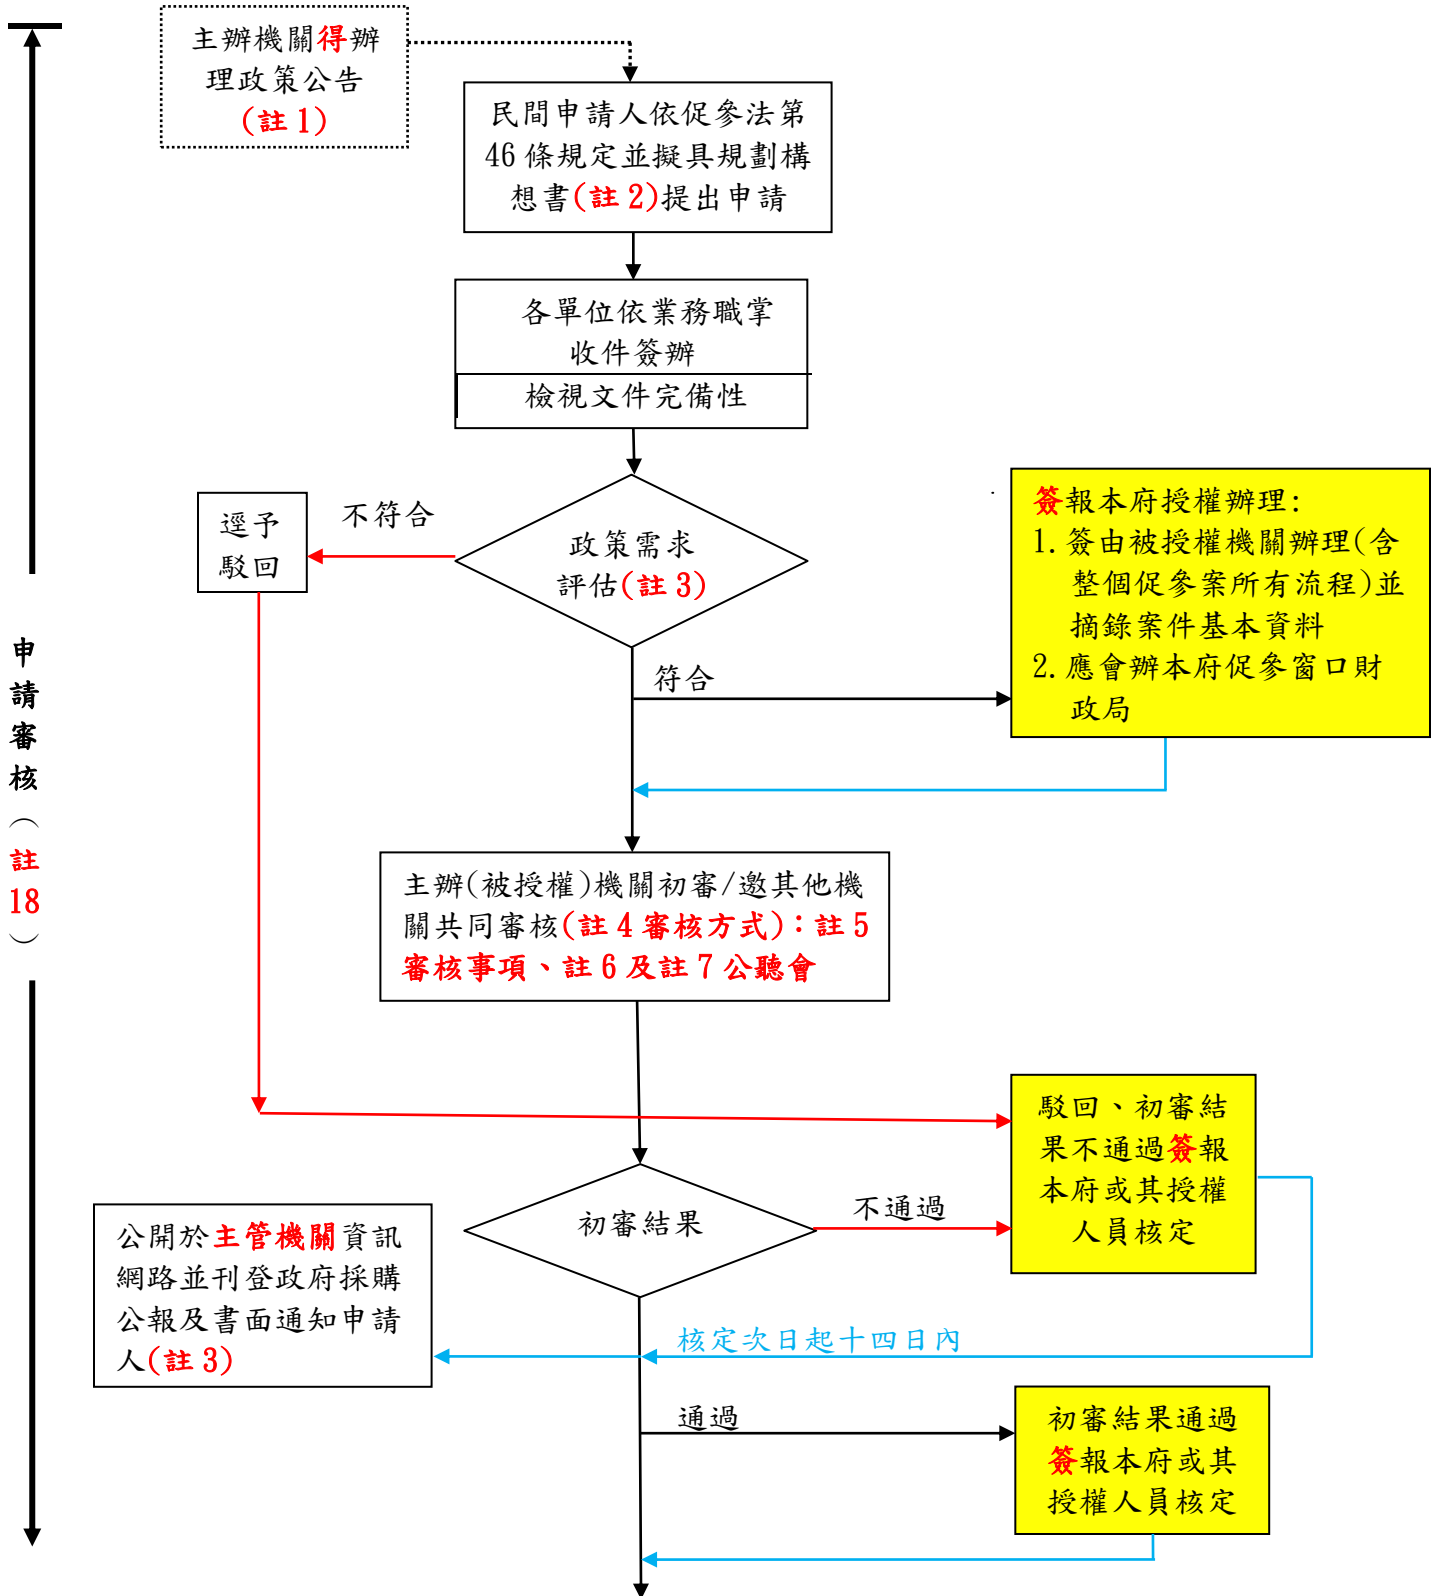 主辦機關得辦
理政策公告
(註 1)
民間申請人依促參法第
46 條規定並擬具規劃構
想書(註 2)提出申請
各單位依業務職掌
收件簽辦
檢視文件完備性
政策需求
評估(註 3)
不符合
逕予
駁回
符合
簽報本府授權辦理:
1. 簽由被授權機關辦理(含
整個促參案所有流程)並
摘錄案件基本資料
2. 應會辦本府促參窗口財
政局
申
請
審
核
︵
註
18
︶
主辦(被授權)機關初審/邀其他機
關共同審核(註 4 審核方式)：註 5
審核事項、註 6 及註 7 公聽會
駁回、初審結
果不通過簽報
本府或其授權
人員核定
初審結果
不通過
公開於主管機關資訊
網路並刊登政府採購
公報及書面通知申請
人(註 3)
核定次日起十四日內
通過
初審結果通過
簽報本府或其
授權人員核定